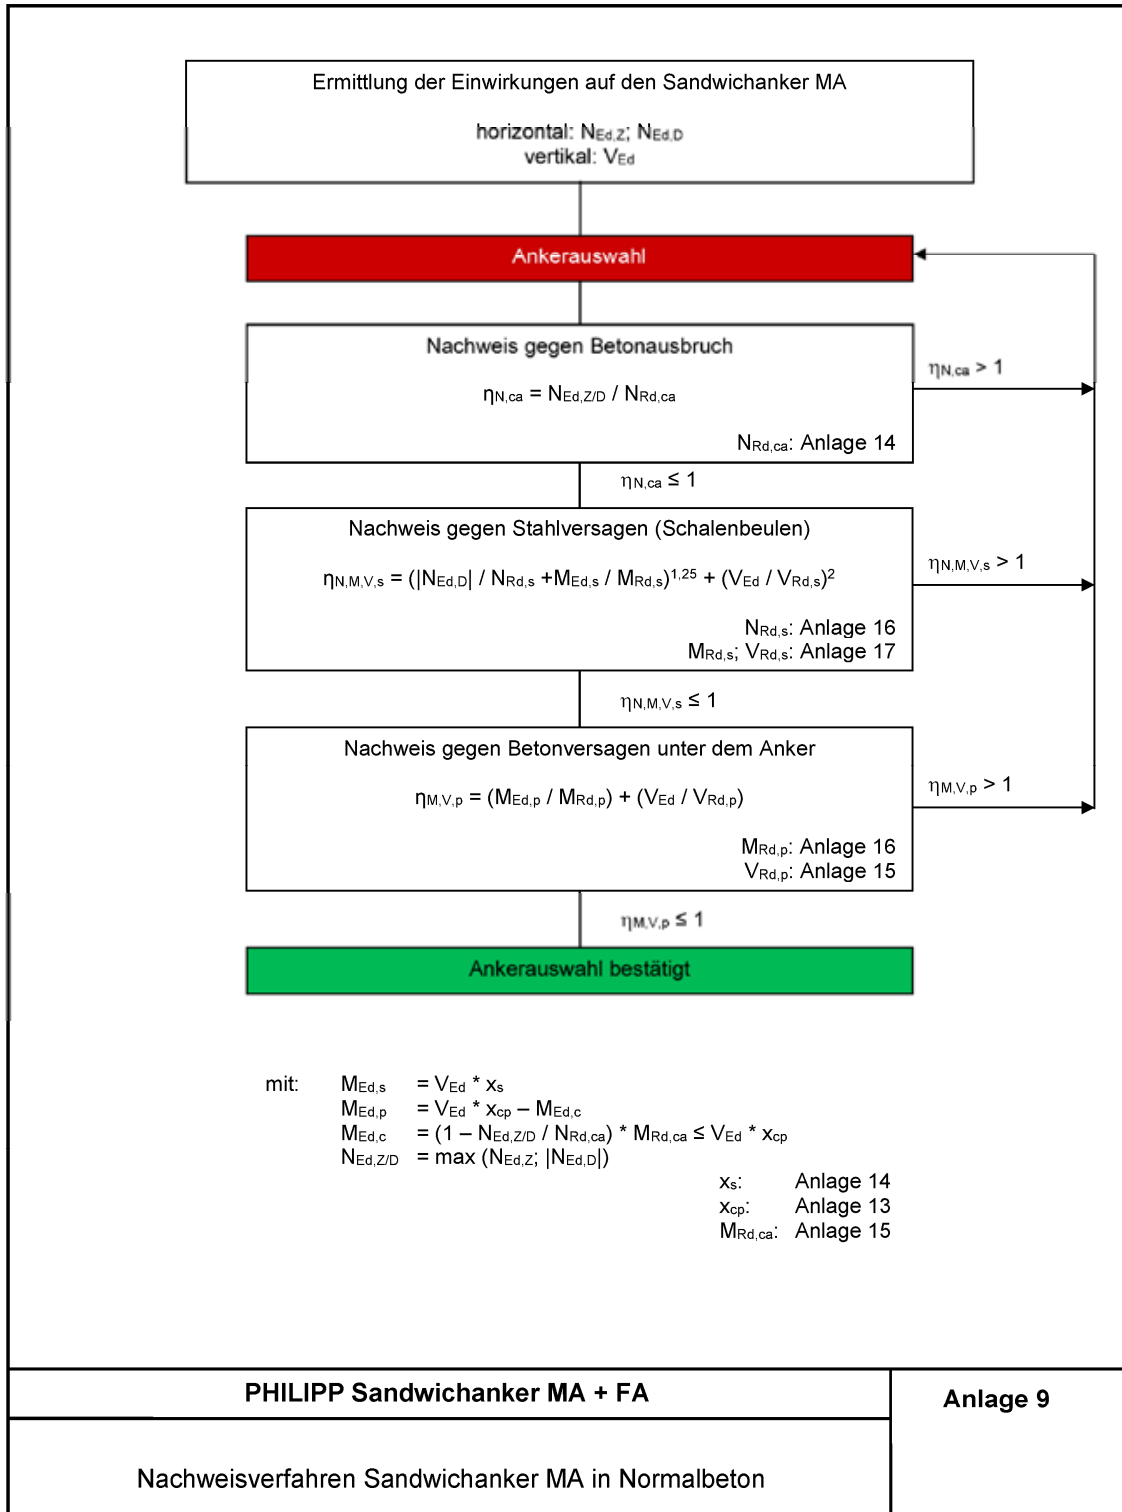 Ermittlung der Einwirkungen auf den Sandwichanker MA
horizontal: NEd,Z; NEd,D
vertikal: VEd
Ankerauswahl
Nachweis gegen Betonausbruch
ηN,ca = NEd,Z/D / NRd,ca
NRd,ca: Anlage 14
ηN,ca > 1
ηN,ca ≤ 1
Nachweis gegen Stahlversagen (Schalenbeulen)
ηN,M,V,s = (|NEd,D| / NRd,s +MEd,s / MRd,s)^1,25 + (VEd / VRd,s)^2
NRd,s: Anlage 16
MRd,s; VRd,s: Anlage 17
ηN,M,V,s > 1
ηN,M,V,s ≤ 1
Nachweis gegen Betonversagen unter dem Anker
ηM,V,p = (MEd,p / MRd,p) + (VEd / VRd,p)
MRd,p: Anlage 16
VRd,p: Anlage 15
ηM,V,p > 1
ηM,V,p ≤ 1
Ankerauswahl bestätigt
mit: MEd,s = VEd * xs
MEd,p = VEd * xcp – MEd,c
MEd,c = (1 – NEd,Z/D / NRd,ca) * MRd,ca ≤ VEd * xcp
NEd,Z/D = max (NEd,Z; |NEd,D|)
xs: Anlage 14
xcp: Anlage 13
MRd,ca: Anlage 15
PHILIPP Sandwichanker MA + FA
Anlage 9
Nachweisverfahren Sandwichanker MA in Normalbeton